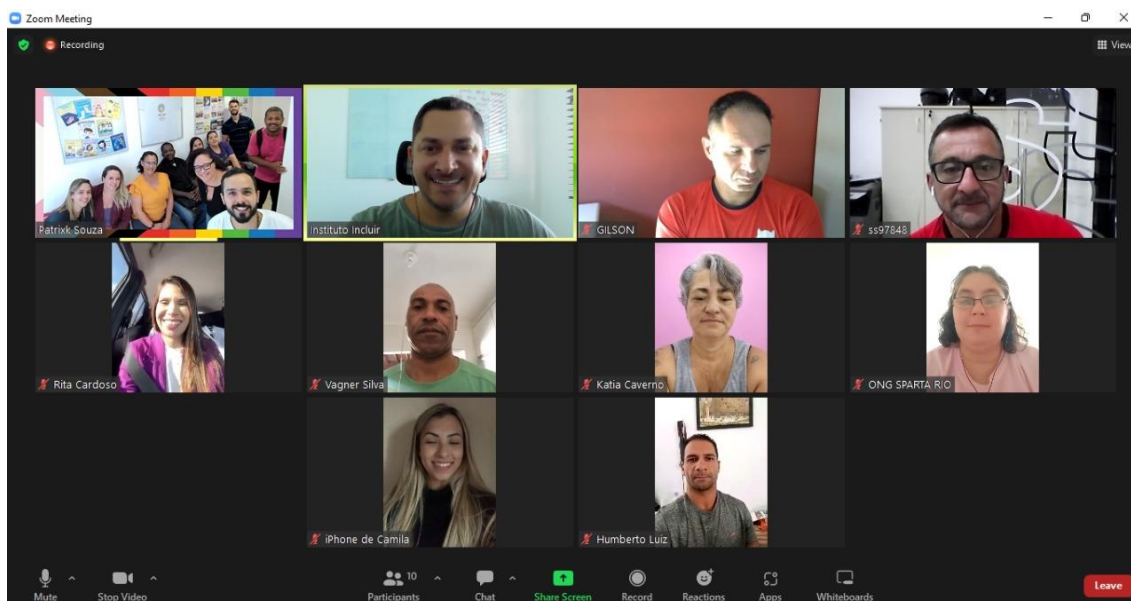 Zoom Meeting
Recording
View
Patrixk Souza
Instituto Incluir
GILSON
ss97848
Rita Cardoso
Vagner Silva
Katia Caverno
ONG SPARTA RIO
iPhone de Camila
Humberto Luiz
Mute
Stop Video
10
Participants
Chat
Share Screen
Record
Reactions
Apps
Whiteboards
Leave